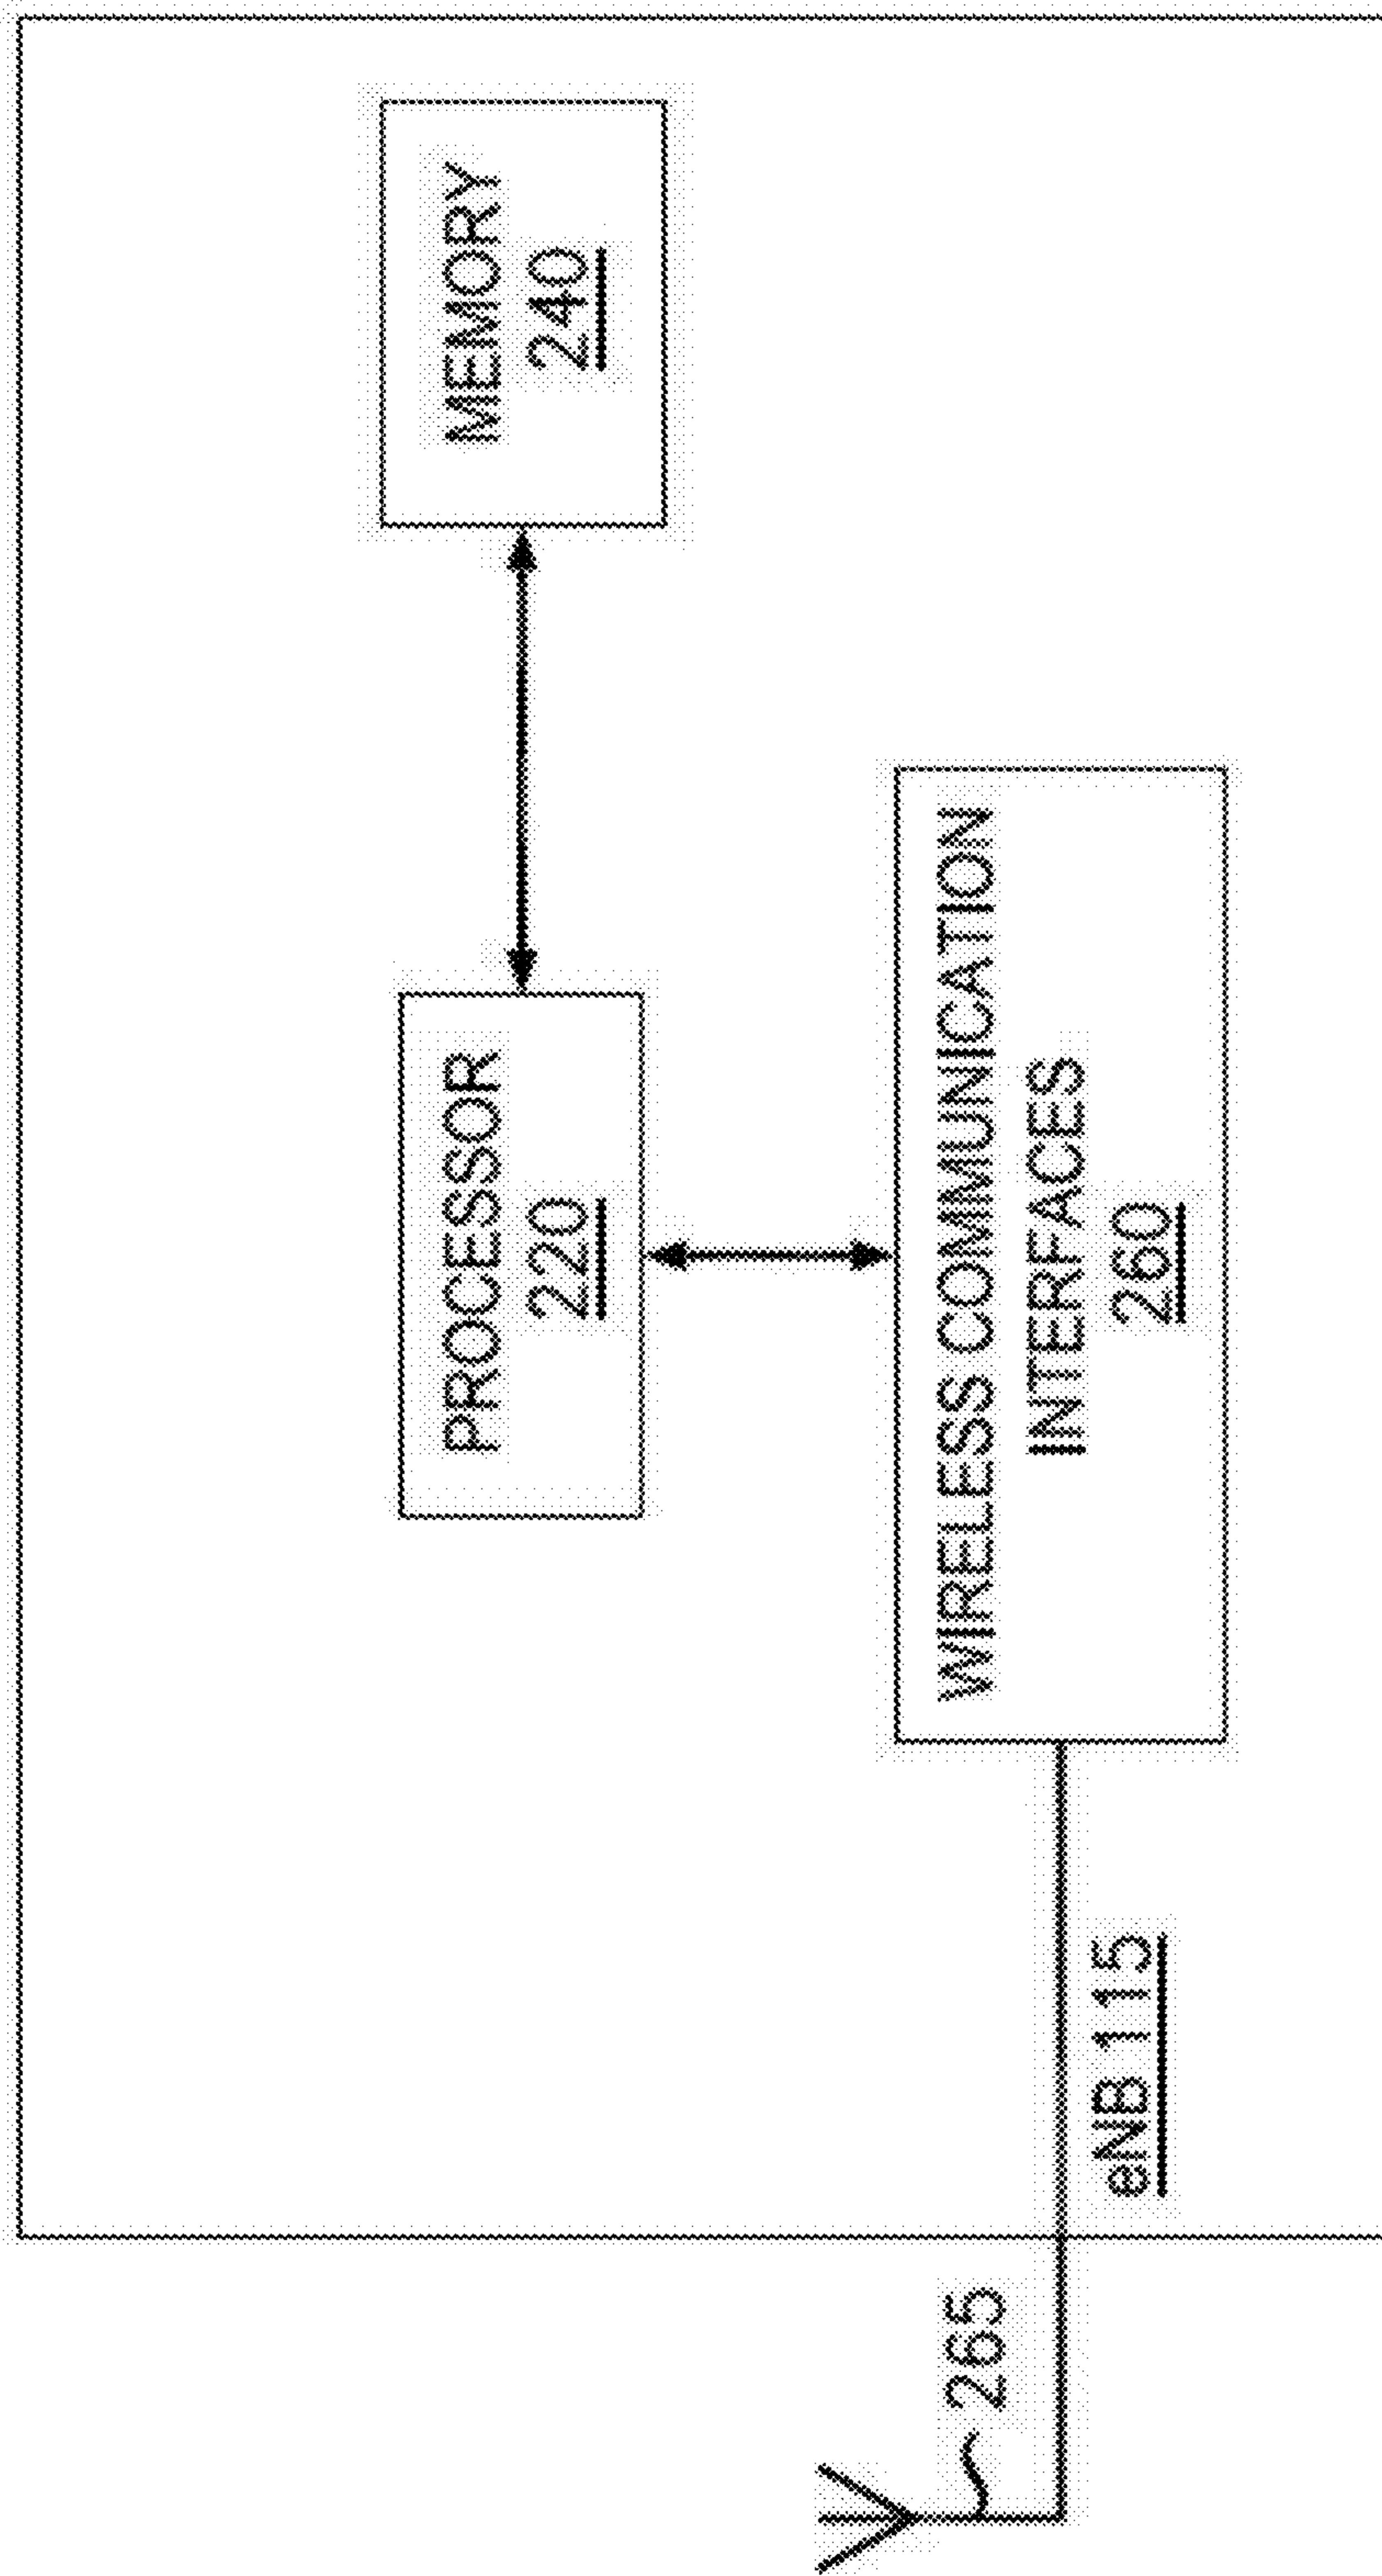 PROCESSOR
220
MEMORY
240
WIRELESS COMMUNICATION
INTERFACES
260
265
eNB 115